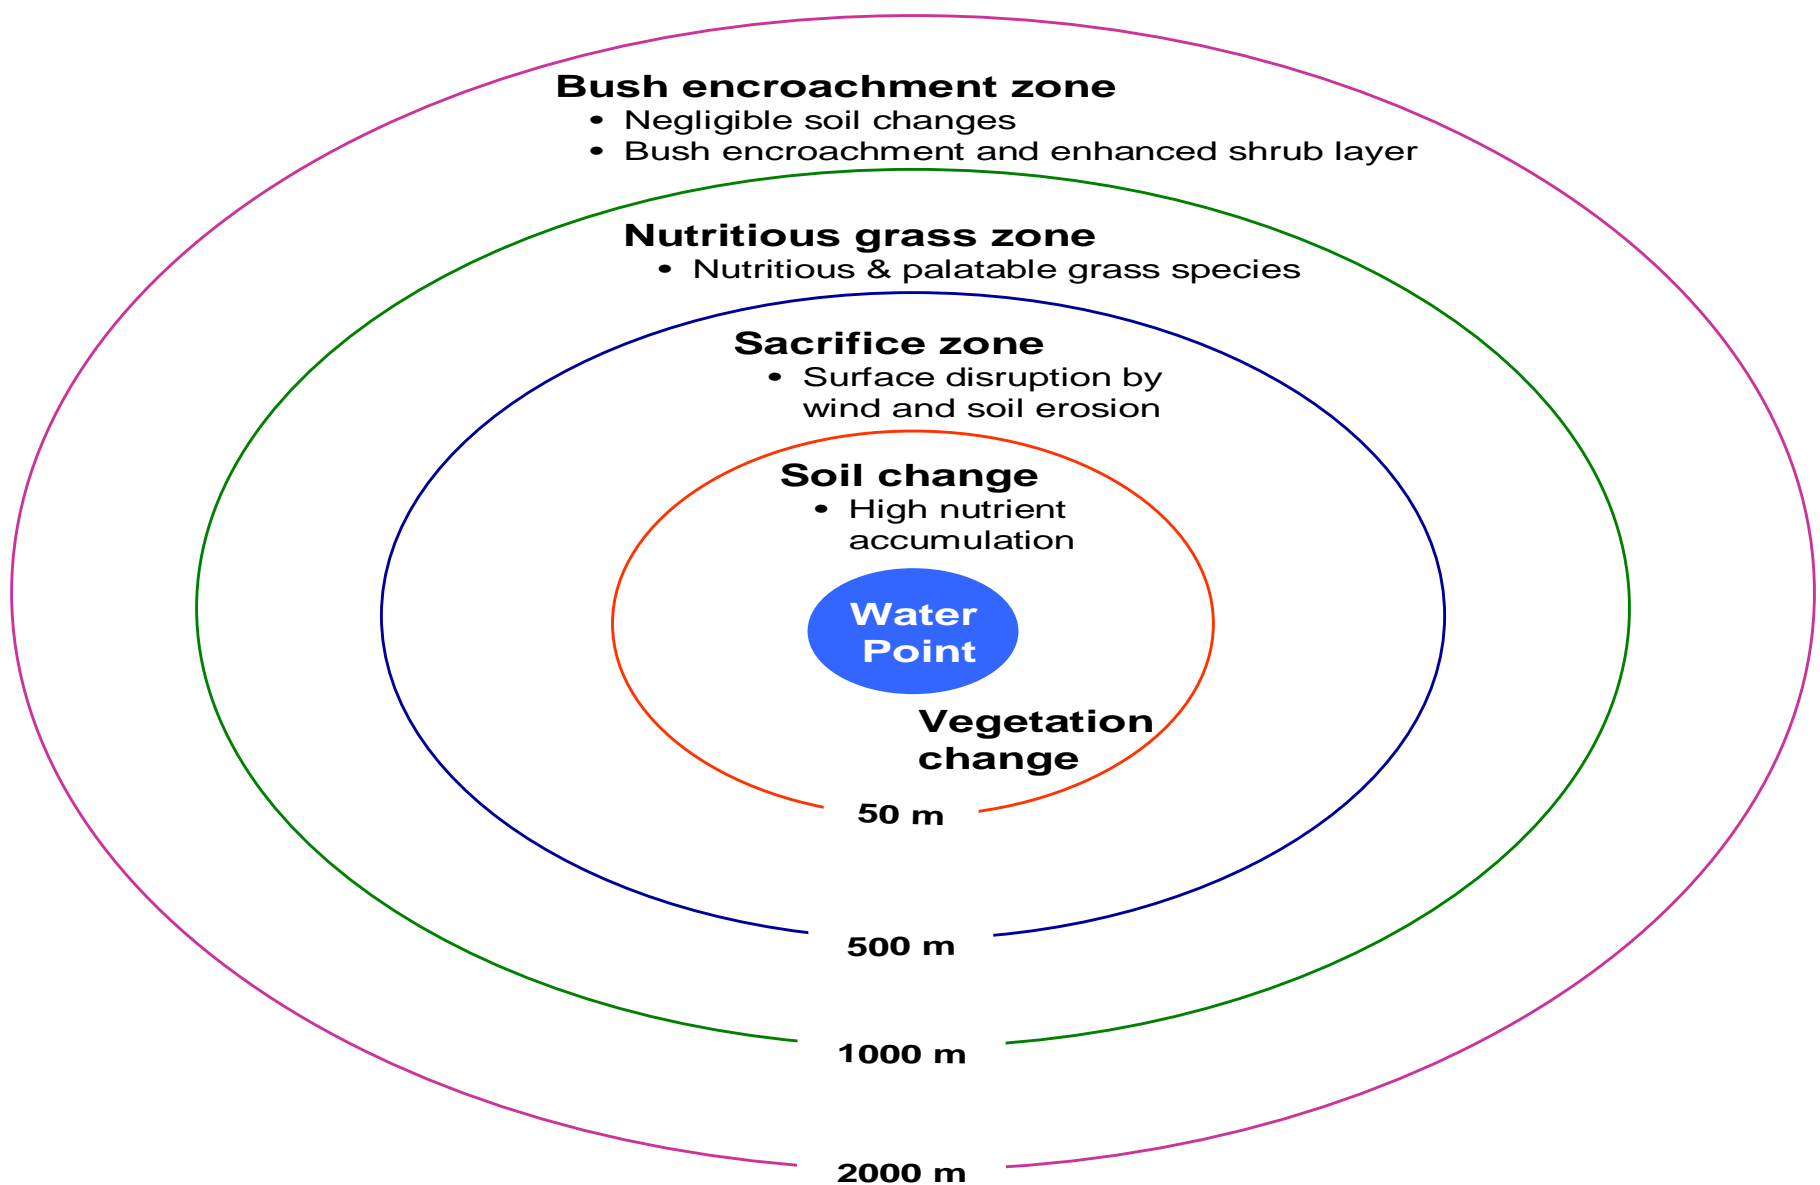 Bush encroachment zone
• Negligible soil changes
• Bush encroachment and enhanced shrub layer
Nutritious grass zone
• Nutritious & palatable grass species
Sacrifice zone
• Surface disruption by
wind and soil erosion
Soil change
• High nutrient
accumulation
Water
Point
Vegetation
change
50 m
500 m
1000 m
2000 m